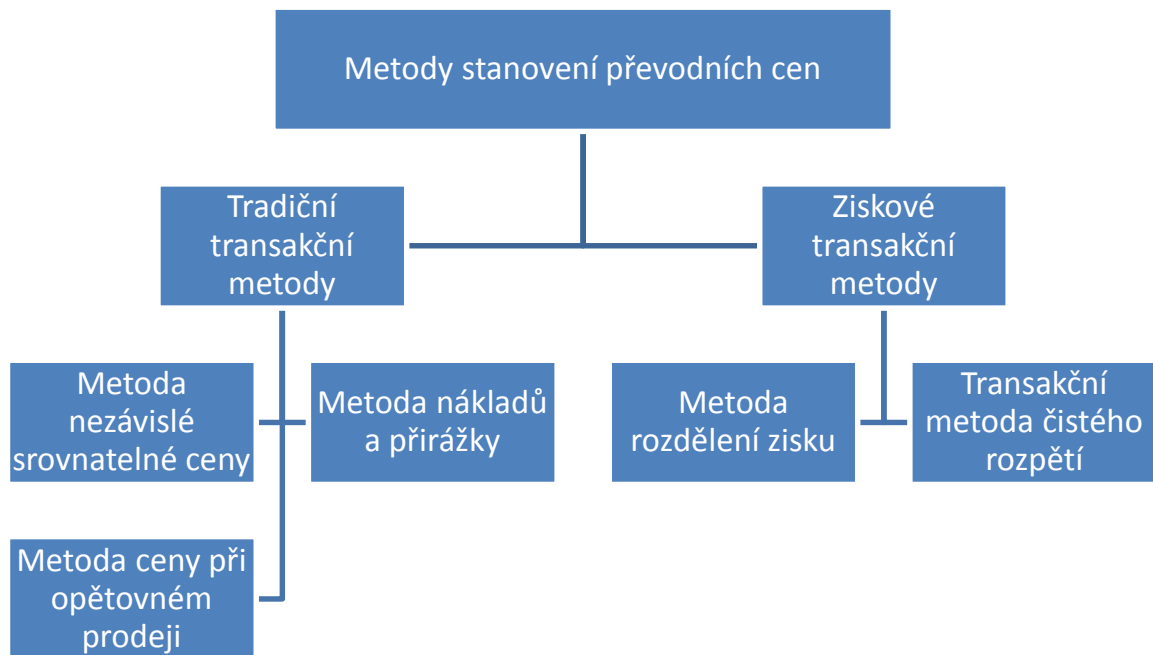 Metody stanovení převodních cen
Tradiční
transakční
metody
Ziskové
transakční
metody
Metoda
nezávislé
srovnatelné ceny
Metoda nákladů
a přirážky
Metoda
rozdělení zisku
Transakční
metoda čistého
rozpětí
Metoda ceny při
opětovném
prodeji